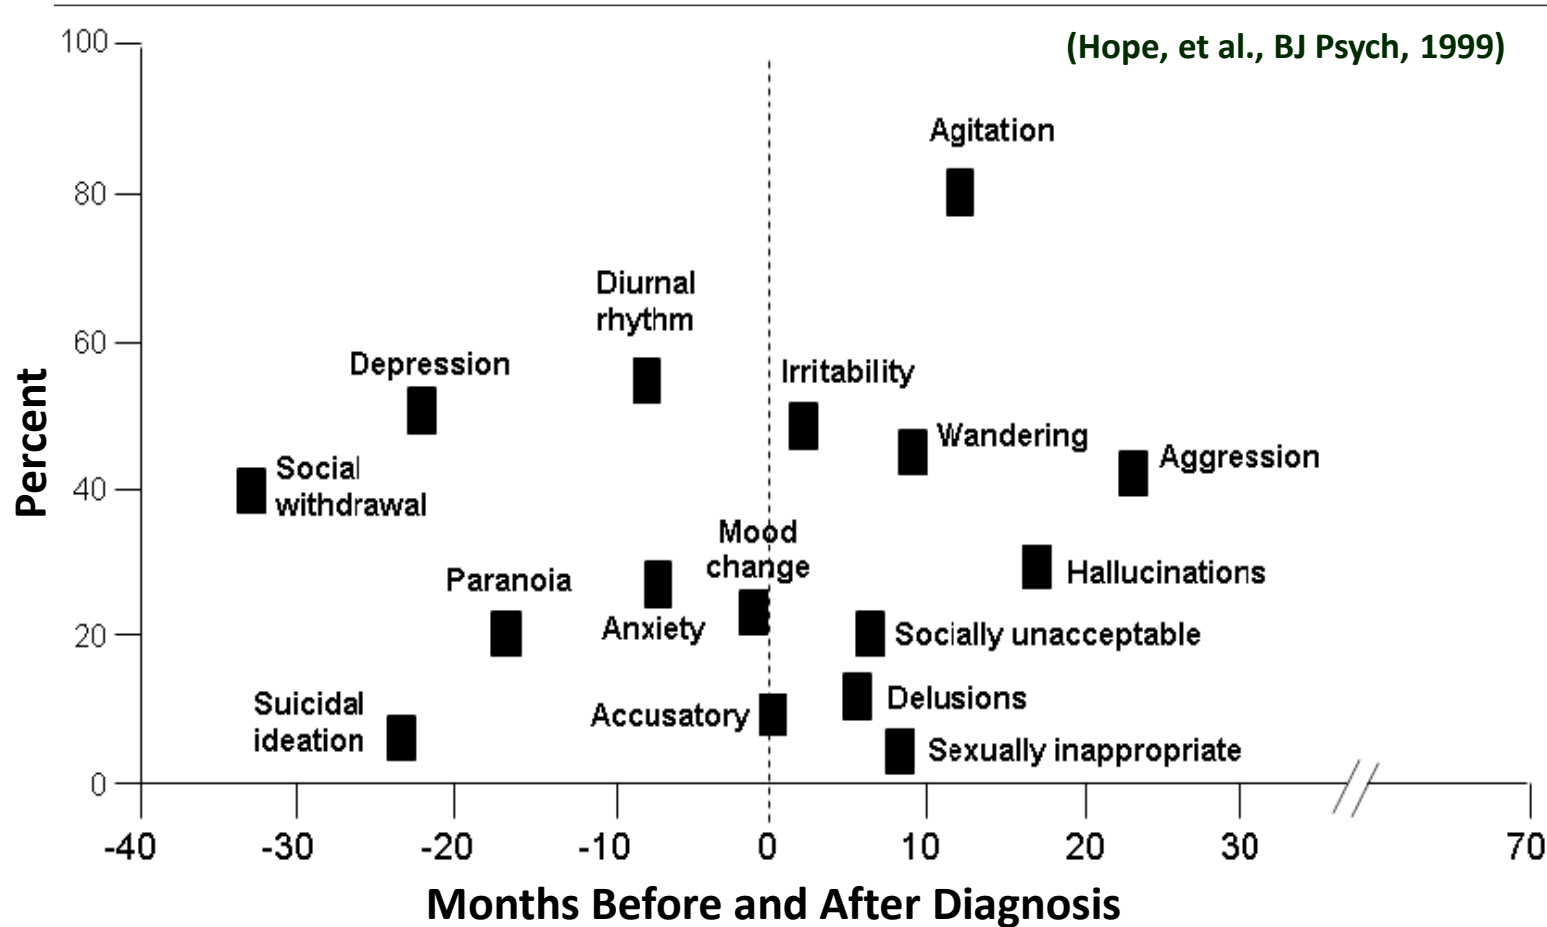 (Hope, et al., BJ Psych, 1999)
100
Agitation
80
Diurnal
rhythm
60
Depression
Irritability
Wandering
Aggression
Percent
Social
withdrawal
40
Mood
change
Paranoia
Hallucinations
Anxiety
20
Socially unacceptable
Suicidal
ideation
Accusatory
Delusions
Sexually inappropriate
0
-40 -30 -20 -10 0 10 20 30 70
Months Before and After Diagnosis